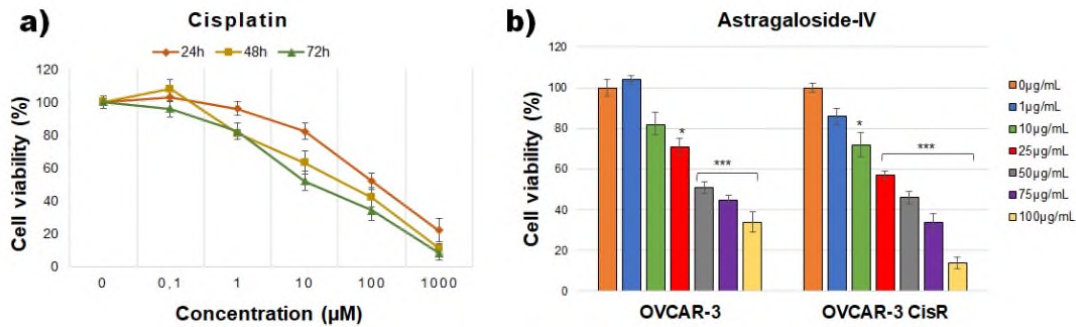 a)
Cisplatin
24h 48h 72h
Cell viability (%)
120
100
80
60
40
20
0
0 0,1 1 10 100 1000
Concentration (µM)
b)
Astragaloside-IV
Cell viability (%)
120
100
80
60
40
20
0
*
***
*
***
OVCAR-3 OVCAR-3 CisR
0µg/mL
1µg/mL
10µg/mL
25µg/mL
50µg/mL
75µg/mL
100µg/mL